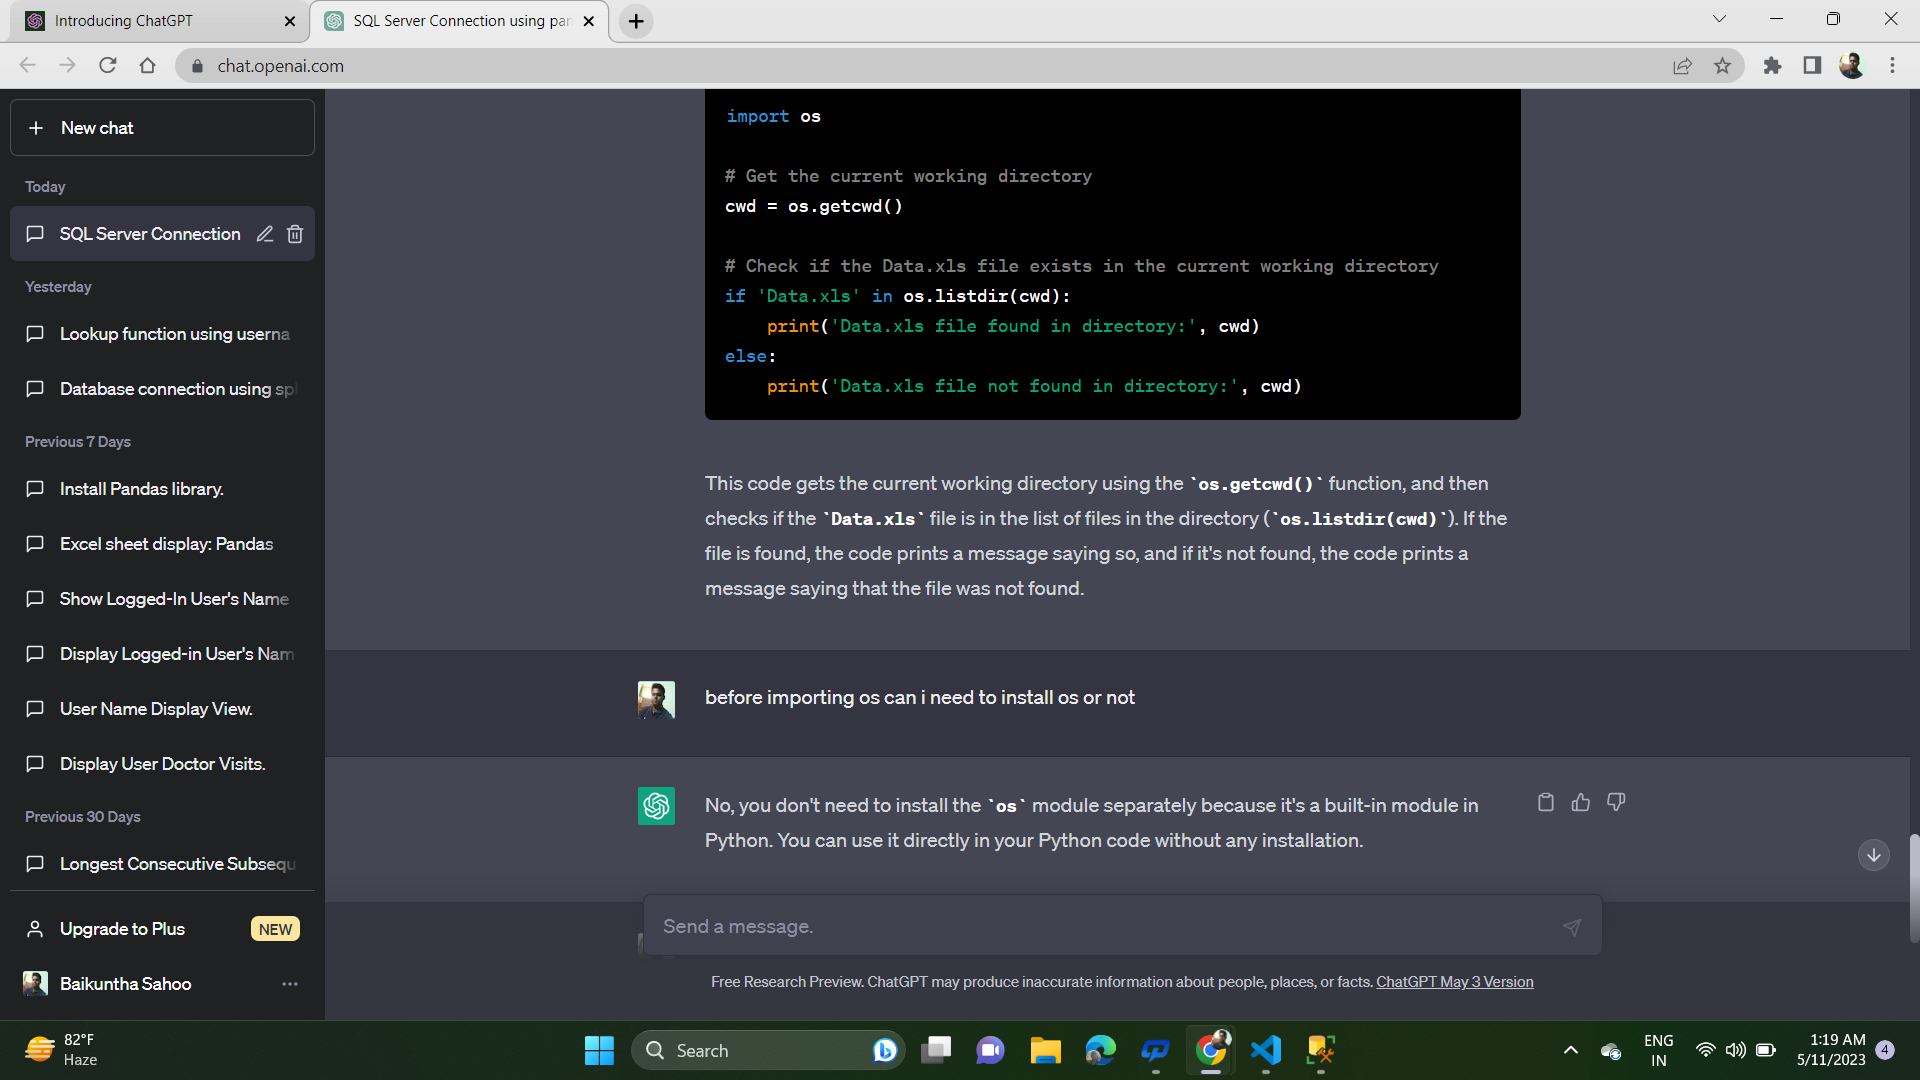 Introducing ChatGPT
SQL Server Connection using pan
chat.openai.com
New chat
Today
SQL Server Connection
Yesterday
Lookup function using userna
Database connection using spl
Previous 7 Days
Install Pandas library.
Excel sheet display: Pandas
Show Logged-In User's Name
Display Logged-in User's Nam
User Name Display View.
Display User Doctor Visits.
Previous 30 Days
Longest Consecutive Subsequ
Upgrade to Plus
NEW
Baikuntha Sahoo
import os
# Get the current working directory
cwd = os.getcwd()
# Check if the Data.xls file exists in the current working directory
if 'Data.xls' in os.listdir(cwd):
    print('Data.xls file found in directory:', cwd)
else:
    print('Data.xls file not found in directory:', cwd)
This code gets the current working directory using the `os.getcwd()` function, and then
checks if the `Data.xls` file is in the list of files in the directory (`os.listdir(cwd)`). If the
file is found, the code prints a message saying so, and if it's not found, the code prints a
message saying that the file was not found.
before importing os can i need to install os or not
No, you don't need to install the `os` module separately because it's a built-in module in
Python. You can use it directly in your Python code without any installation.
Send a message.
Free Research Preview. ChatGPT may produce inaccurate information about people, places, or facts. ChatGPT May 3 Version
82°F
Haze
Search
ENG
IN
1:19 AM
5/11/2023
4